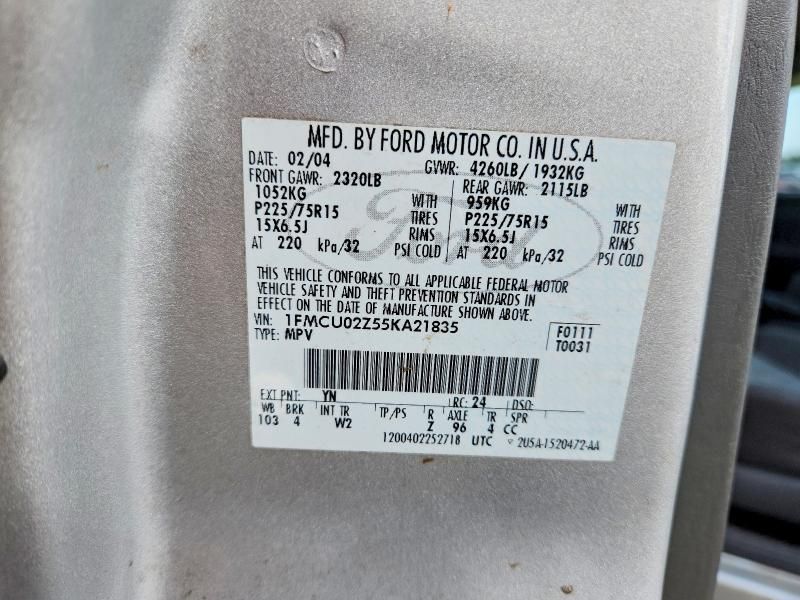 MFD. BY FORD MOTOR CO. IN U.S.A.
DATE: 02/04 GVWR: 4260LB / 1932KG
FRONT GAWR: 2320LB REAR GAWR: 2115LB
1052KG WITH 959KG WITH
P225/75R15 TIRES P225/75R15 TIRES
15X6.5J RIMS 15X6.5J RIMS
AT 220 kPa/32 PSI COLD AT 220 kPa/32 PSI COLD
Ford
THIS VEHICLE CONFORMS TO ALL APPLICABLE FEDERAL MOTOR
VEHICLE SAFETY AND THEFT PREVENTION STANDARDS IN
EFFECT ON THE DATE OF MANUFACTURE SHOWN ABOVE.
VIN: 1FMCU02Z55KA21835 F0111
TYPE: MPV T0031
EXT PNT: YN RC: 24 DSO:
WB BRK INT TR TP/PS R AXLE TR SPR
103 4 W2 Z 96 4 CC
1200402252718 UTC 2USA-1520472-AA